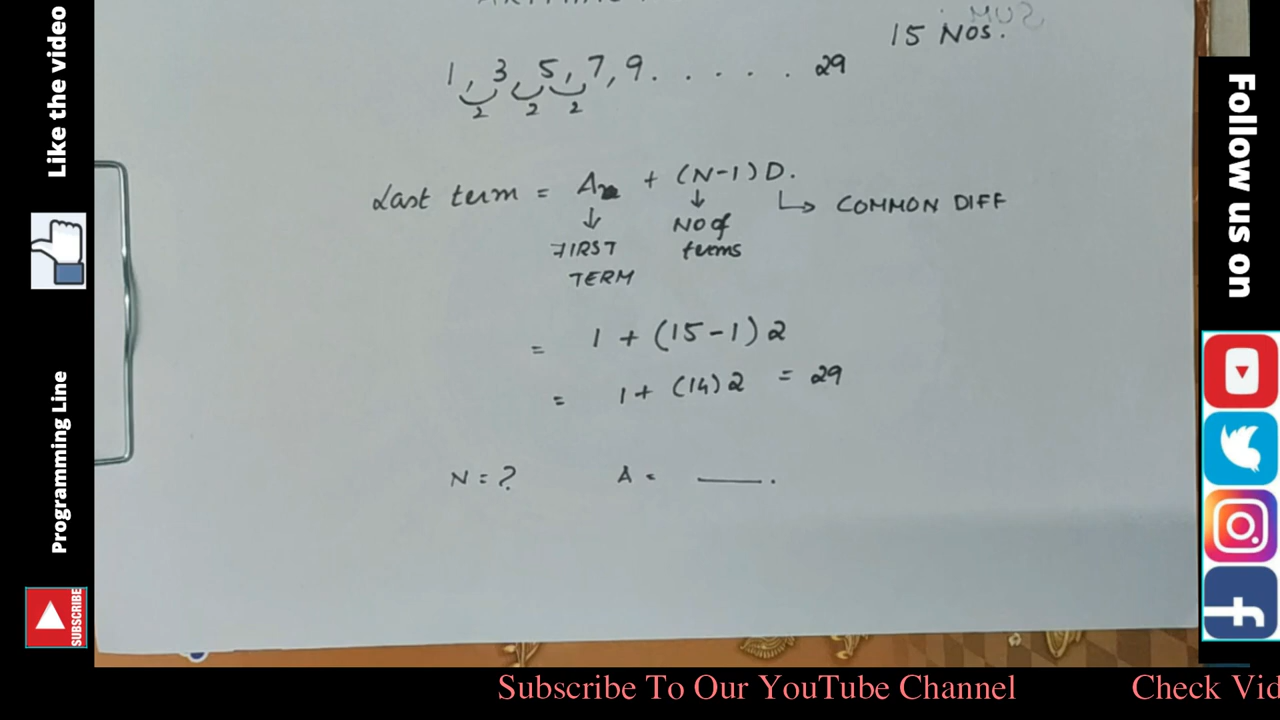 15 Nos.
1, 3, 5, 7, 9. . . . . . 29
2 2 2
Last term = A + (N-1) D.
COMMON DIFF
FIRST TERM
NO of terms
= 1 + (15-1) 2
= 1 + (14) 2 = 29
N = ? A = ___.
Like the video
Programming Line
SUBSCRIBE
Follow us on
Subscribe To Our YouTube Channel
Check Vid